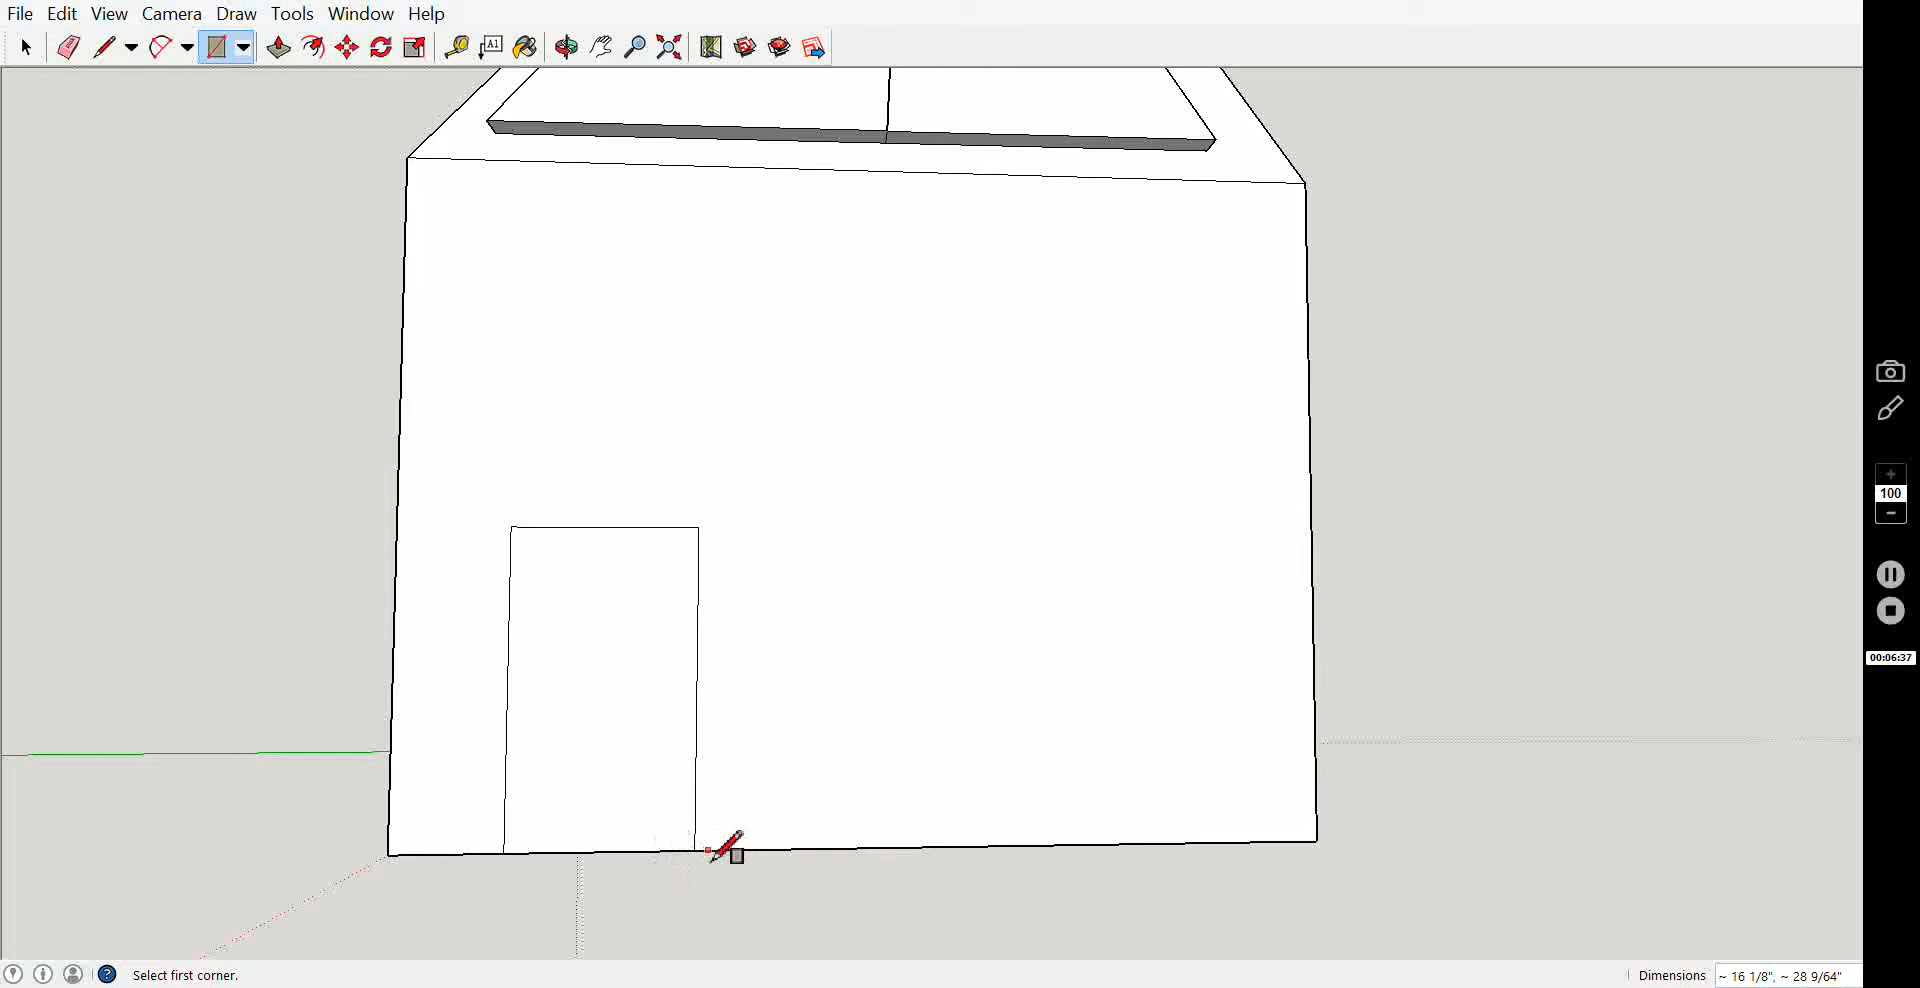 File Edit View Camera Draw Tools Window Help
A1
100
00:06:37
? Select first corner.
Dimensions ~ 16 1/8", ~ 28 9/64"